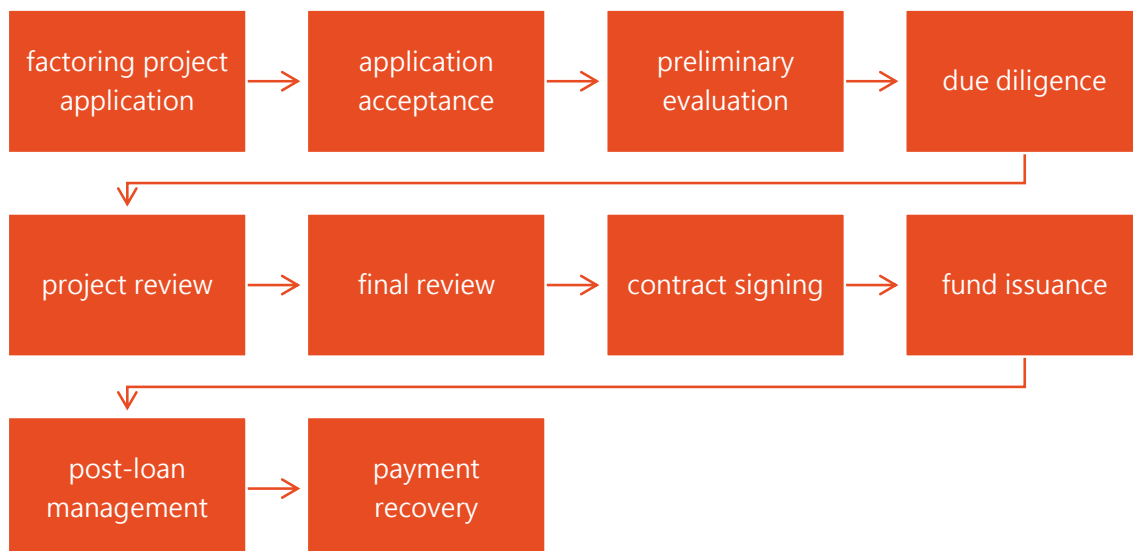 factoring project
application
application
acceptance
preliminary
evaluation
due diligence
project review
final review
contract signing
fund issuance
post-loan
management
payment
recovery